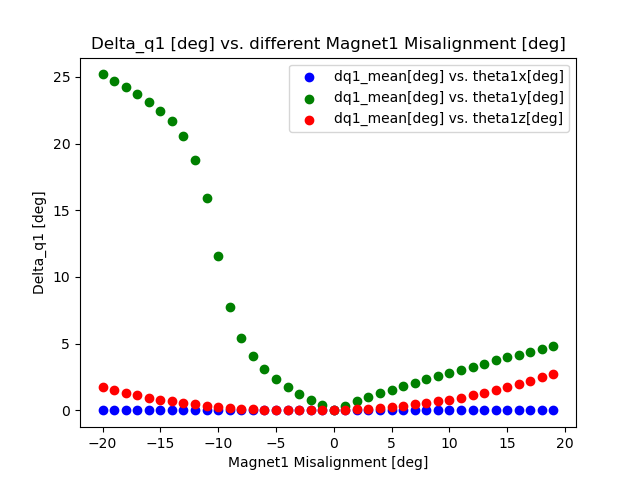 Delta_q1 [deg] vs. different Magnet1 Misalignment [deg]
dq1_mean[deg] vs. theta1x[deg]
dq1_mean[deg] vs. theta1y[deg]
dq1_mean[deg] vs. theta1z[deg]
25
20
15
10
5
0
Delta_q1 [deg]
−20 −15 −10 −5 0 5 10 15 20
Magnet1 Misalignment [deg]